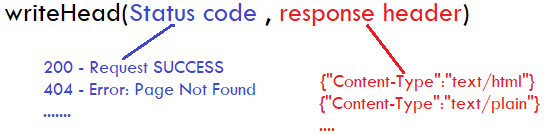 writeHead(Status code , response header)
200 - Request SUCCESS
404 - Error: Page Not Found
.......
{"Content-Type":"text/html"}
{"Content-Type":"text/plain"}
....